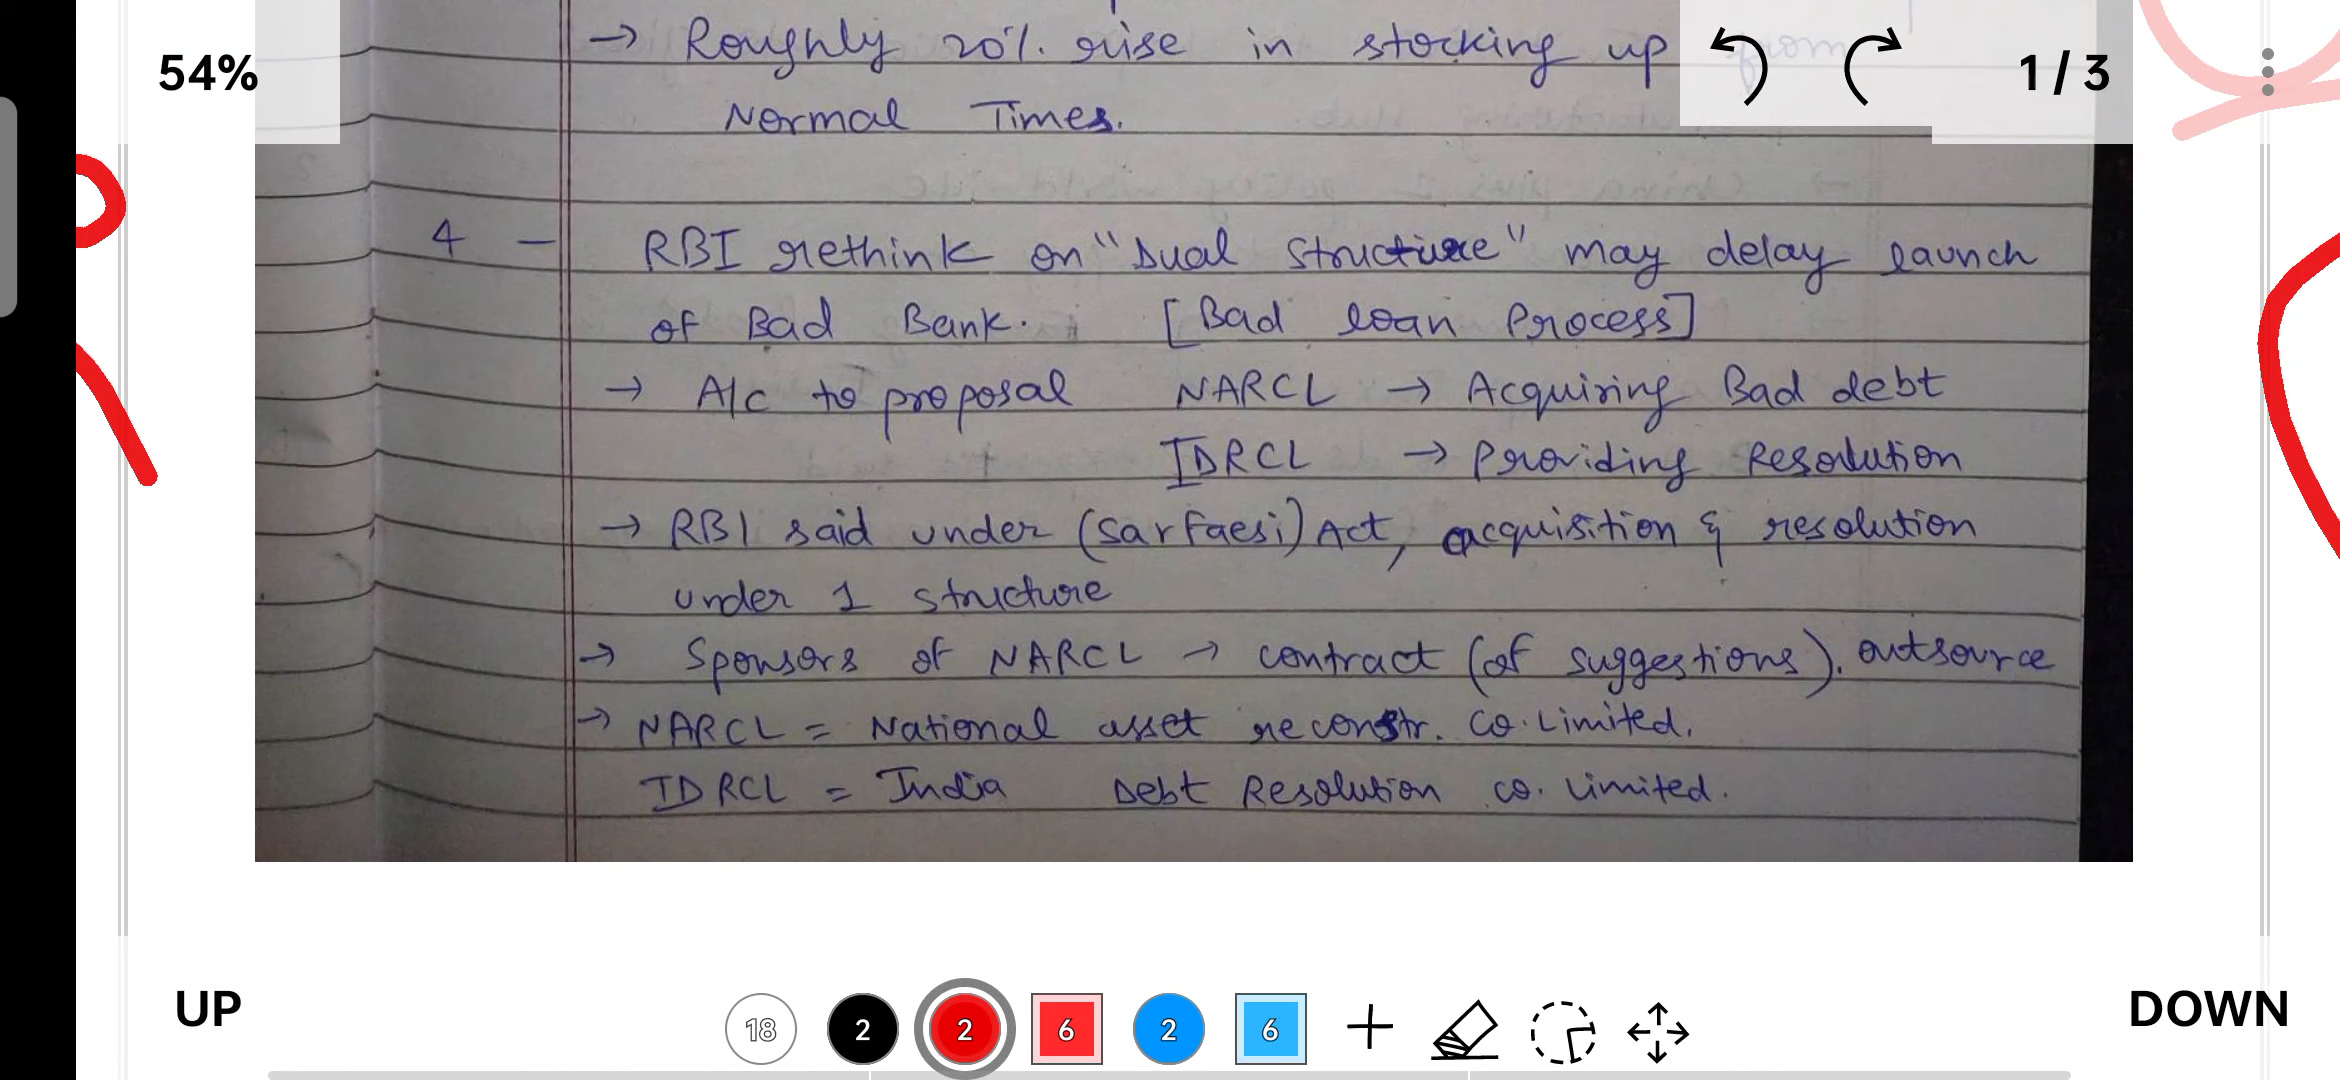 54%
1 / 3
→ Roughly 20%. rise in stocking up from
Normal Times.
4 - RBI rethink on "Dual Structure" may delay launch
of Bad Bank. [Bad loan Process]
→ A/c to proposal NARCL → Acquiring Bad debt
IDRCL → Providing Resolution
→ RBI said under (Sarfaesi) Act, acquisition & resolution
under 1 structure
→ Sponsors of NARCL → contract (of suggestions). outsource
→ NARCL = National asset reconstr. Co. Limited.
IDRCL = India Debt Resolution co. Limited.
UP
18 2 2 6 2 6
DOWN